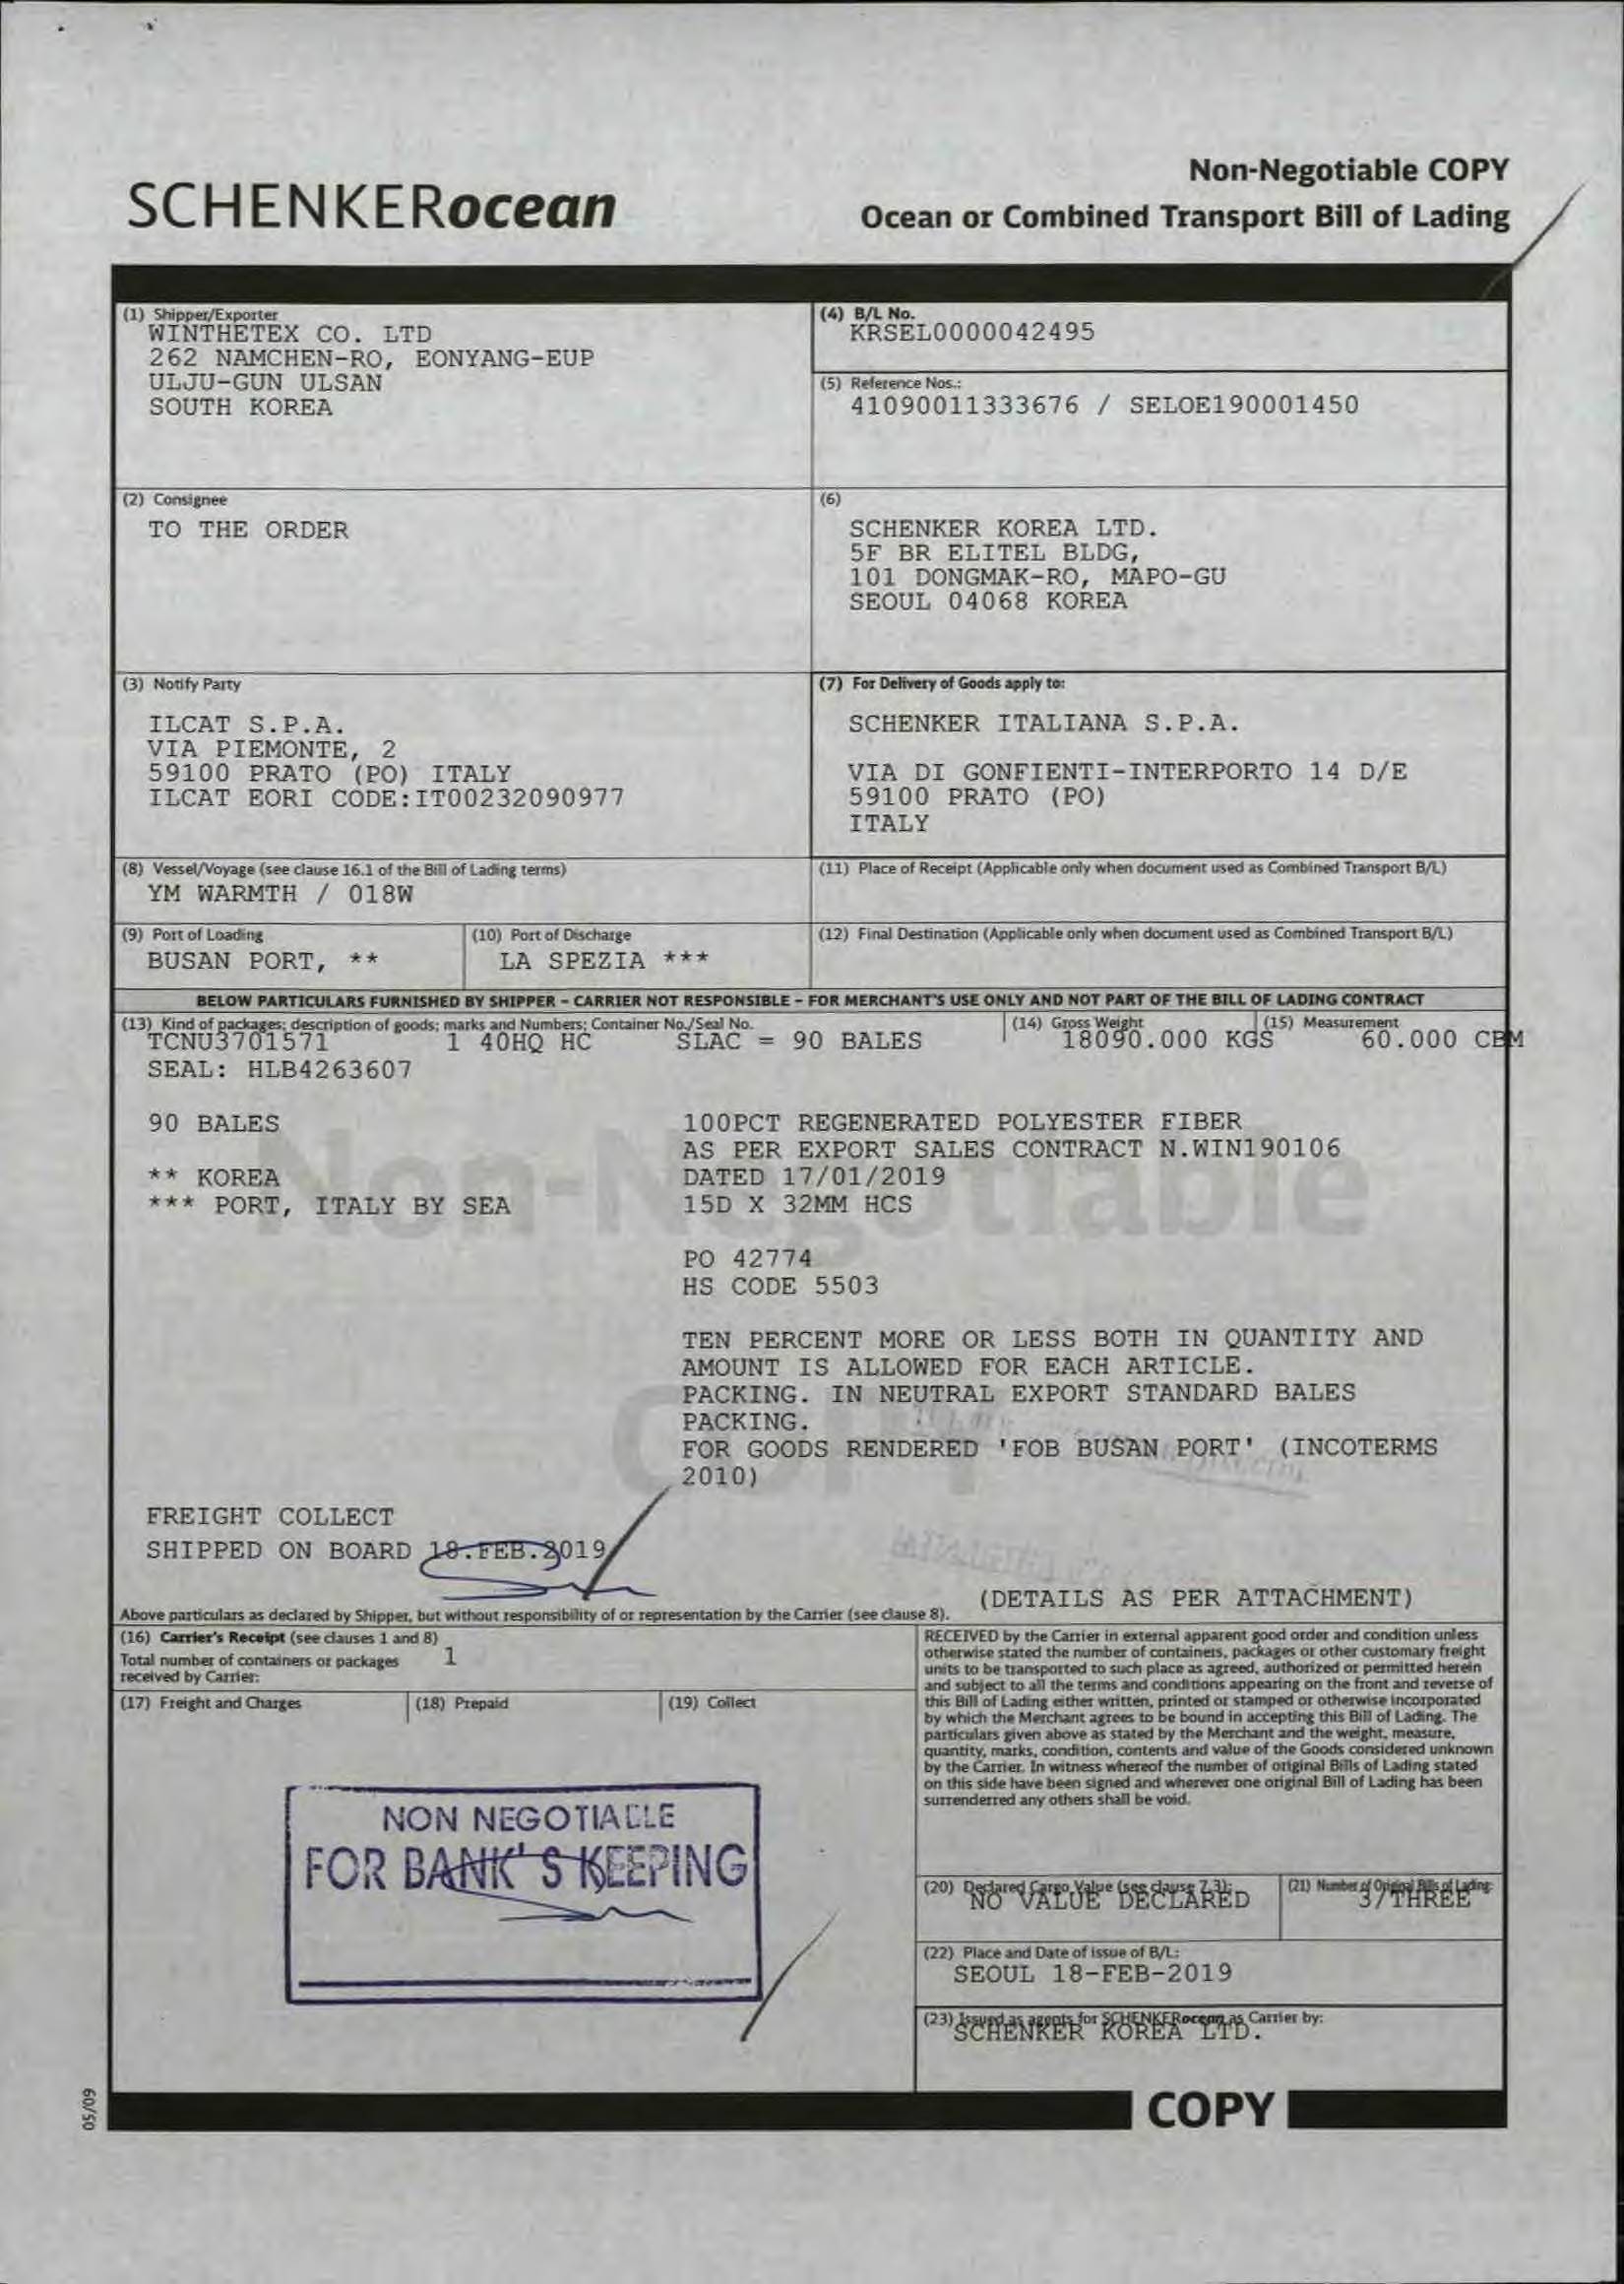 Non-Negotiable COPY
SCHENKERocean
Ocean or Combined Transport Bill of Lading
(1) Shipper/Exporter
WINTHETEX CO. LTD
262 NAMCHEN-RO, EONYANG-EUP
ULJU-GUN ULSAN
SOUTH KOREA
(4) B/L No.
KRSEL0000042495
(5) Reference Nos.:
41090011333676 / SELOE190001450
(2) Consignee
TO THE ORDER
(6)
SCHENKER KOREA LTD.
5F BR ELITEL BLDG,
101 DONGMAK-RO, MAPO-GU
SEOUL 04068 KOREA
(3) Notify Party
ILCAT S.P.A.
VIA PIEMONTE, 2
59100 PRATO (PO) ITALY
ILCAT EORI CODE:IT00232090977
(7) For Delivery of Goods apply to:
SCHENKER ITALIANA S.P.A.
VIA DI GONFIENTI-INTERPORTO 14 D/E
59100 PRATO (PO)
ITALY
(8) Vessel/Voyage (see clause 16.1 of the Bill of Lading terms)
YM WARMTH / 018W
(11) Place of Receipt (Applicable only when document used as Combined Transport B/L)
(9) Port of Loading
BUSAN PORT, **
(10) Port of Discharge
LA SPEZIA ***
(12) Final Destination (Applicable only when document used as Combined Transport B/L)
BELOW PARTICULARS FURNISHED BY SHIPPER - CARRIER NOT RESPONSIBLE - FOR MERCHANT'S USE ONLY AND NOT PART OF THE BILL OF LADING CONTRACT
(13) Kind of packages; description of goods; marks and Numbers; Container No./Seal No. (14) Gross Weight (15) Measurement
TCNU3701571 1 40HQ HC SLAC = 90 BALES 18090.000 KGS 60.000 CBM
SEAL: HLB4263607
90 BALES
** KOREA
*** PORT, ITALY BY SEA
100PCT REGENERATED POLYESTER FIBER
AS PER EXPORT SALES CONTRACT N.WIN190106
DATED 17/01/2019
15D X 32MM HCS
PO 42774
HS CODE 5503
TEN PERCENT MORE OR LESS BOTH IN QUANTITY AND
AMOUNT IS ALLOWED FOR EACH ARTICLE.
PACKING. IN NEUTRAL EXPORT STANDARD BALES
PACKING.
FOR GOODS RENDERED 'FOB BUSAN PORT' (INCOTERMS
2010)
Non-Negotiable
COPY
FREIGHT COLLECT
SHIPPED ON BOARD 18.FEB.2019
(DETAILS AS PER ATTACHMENT)
Above particulars as declared by Shipper, but without responsibility of or representation by the Carrier (see clause 8).
(16) Carrier's Receipt (see clauses 1 and 8)
Total number of containers or packages 1
received by Carrier:
(17) Freight and Charges (18) Prepaid (19) Collect
RECEIVED by the Carrier in external apparent good order and condition unless
otherwise stated the number of containers, packages or other customary freight
units to be transported to such place as agreed, authorized or permitted herein
and subject to all the terms and conditions appearing on the front and reverse of
this Bill of Lading either written, printed or stamped or otherwise incorporated
by which the Merchant agrees to be bound in accepting this Bill of Lading. The
particulars given above as stated by the Merchant and the weight, measure,
quantity, marks, condition, contents and value of the Goods considered unknown
by the Carrier. In witness whereof the number of original Bills of Lading stated
on this side have been signed and wherever one original Bill of Lading has been
surrenderred any others shall be void.
NON NEGOTIABLE
FOR BANK'S KEEPING
(20) Declared Cargo Value (see clause 7.3):
NO VALUE DECLARED
(21) Number of Original Bills of Lading:
3/THREE
(22) Place and Date of issue of B/L:
SEOUL 18-FEB-2019
(23) Issued as agents for SCHENKERocean as Carrier by:
SCHENKER KOREA LTD.
COPY
05/09